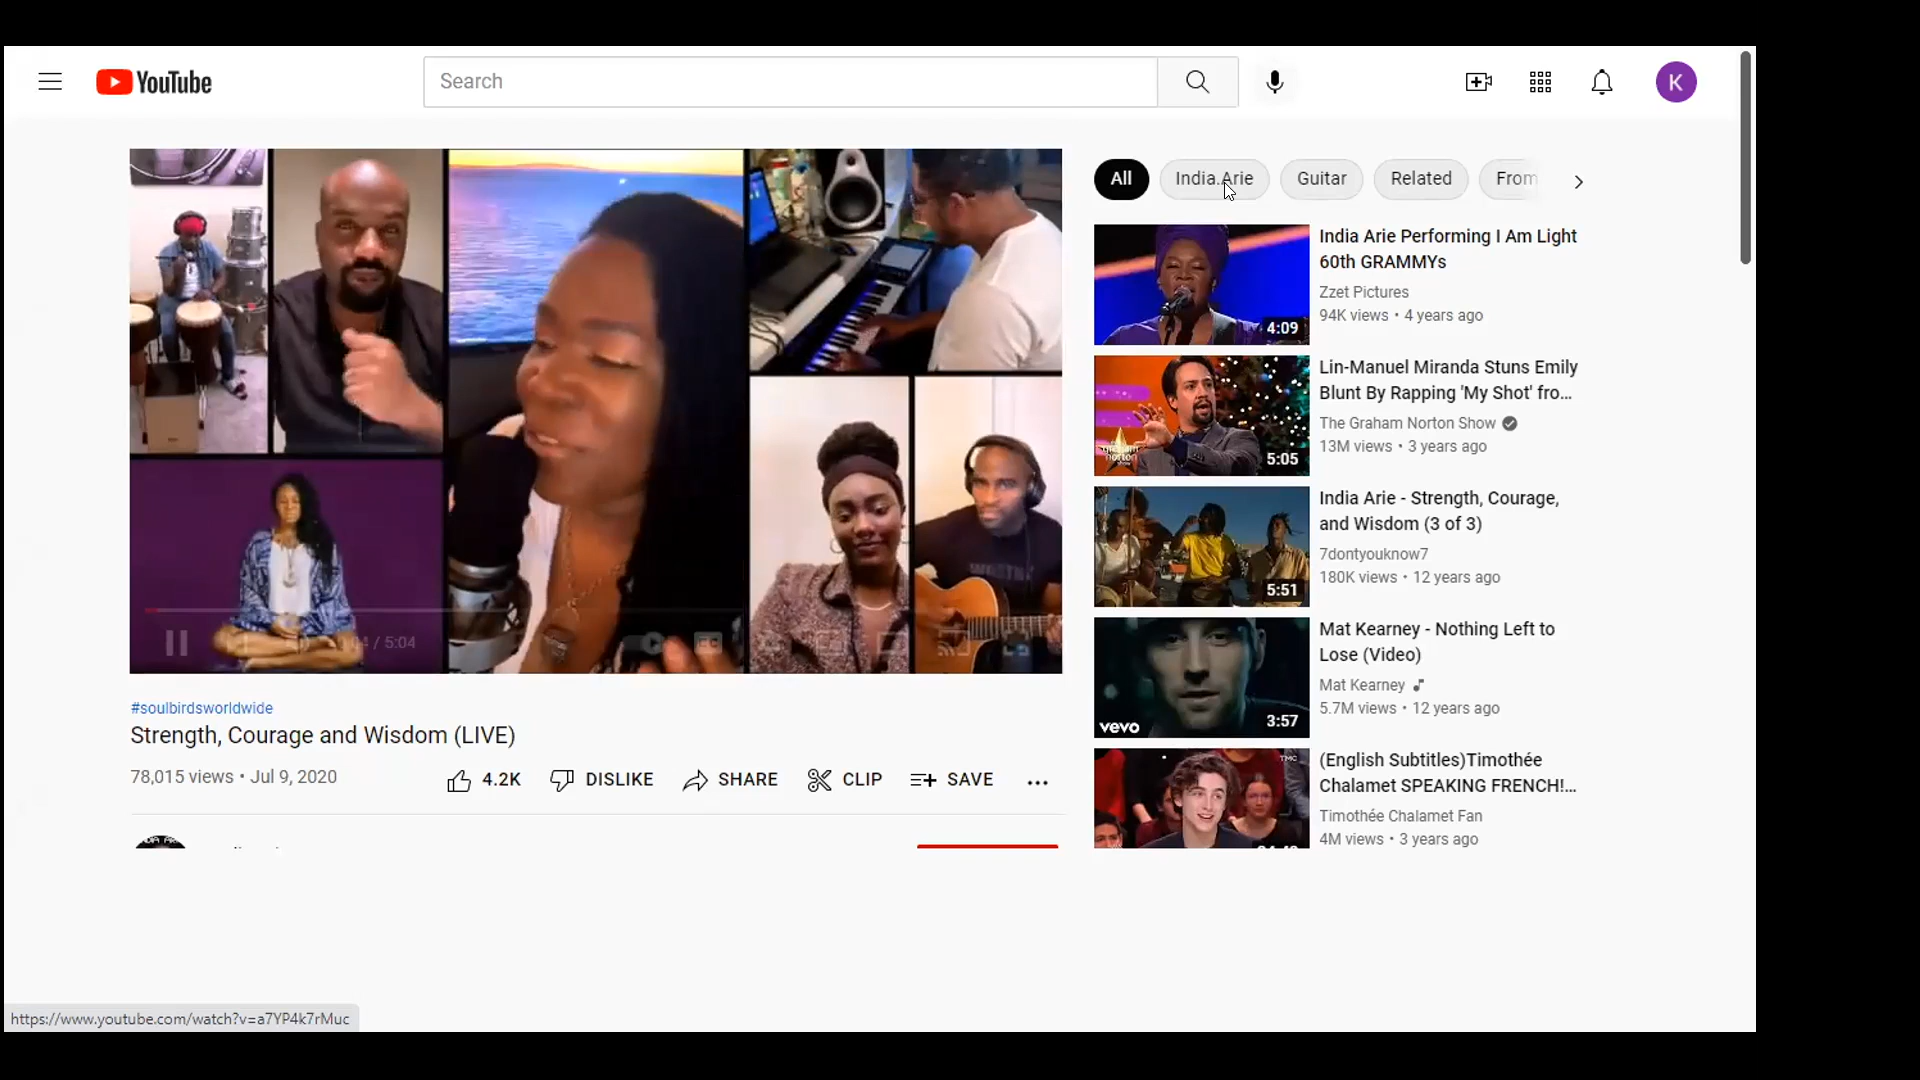 YouTube
Search
K
All
India.Arie
Guitar
Related
From
India Arie Performing I Am Light
60th GRAMMYs
Zzet Pictures
94K views • 4 years ago
4:09
Lin-Manuel Miranda Stuns Emily
Blunt By Rapping 'My Shot' fro...
The Graham Norton Show
13M views • 3 years ago
5:05
India Arie - Strength, Courage,
and Wisdom (3 of 3)
7dontyouknow7
180K views • 12 years ago
5:51
Mat Kearney - Nothing Left to
Lose (Video)
Mat Kearney
5.7M views • 12 years ago
vevo
3:57
(English Subtitles)Timothée
Chalamet SPEAKING FRENCH!...
Timothée Chalamet Fan
4M views • 3 years ago
TMC
/ 5:04
CC
#soulbirdsworldwide
Strength, Courage and Wisdom (LIVE)
78,015 views • Jul 9, 2020
4.2K
DISLIKE
SHARE
CLIP
SAVE
https://www.youtube.com/watch?v=a7YP4k7rMuc